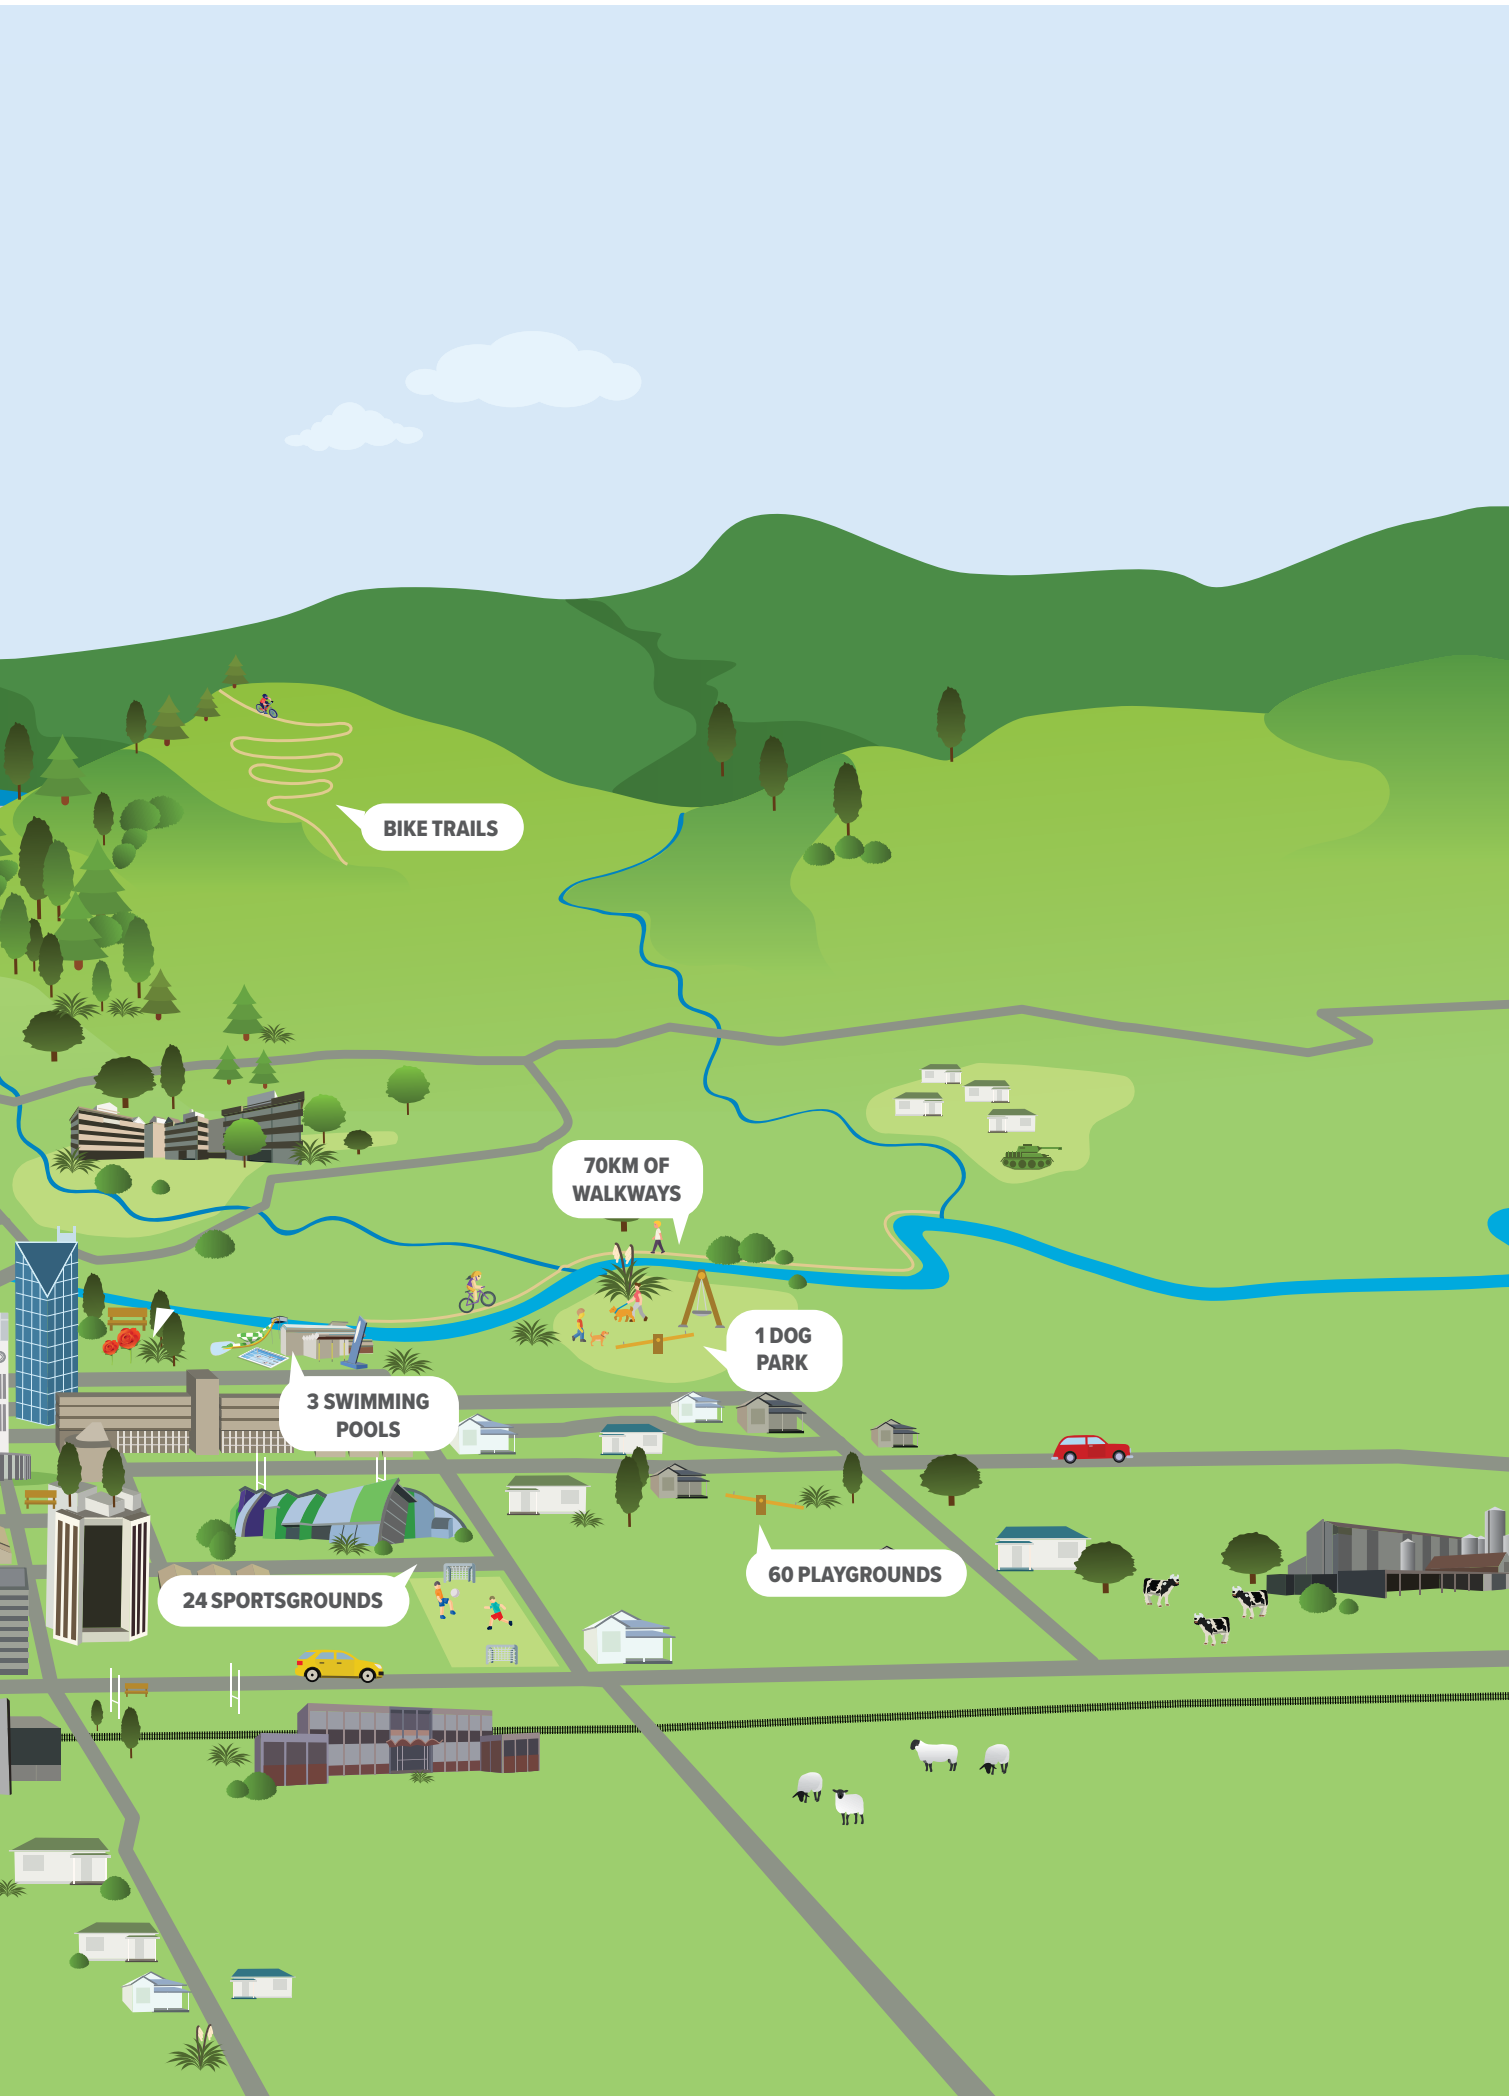 BIKE TRAILS
70KM OF
WALKWAYS
1 DOG
PARK
3 SWIMMING
POOLS
60 PLAYGROUNDS
24 SPORTSGROUNDS